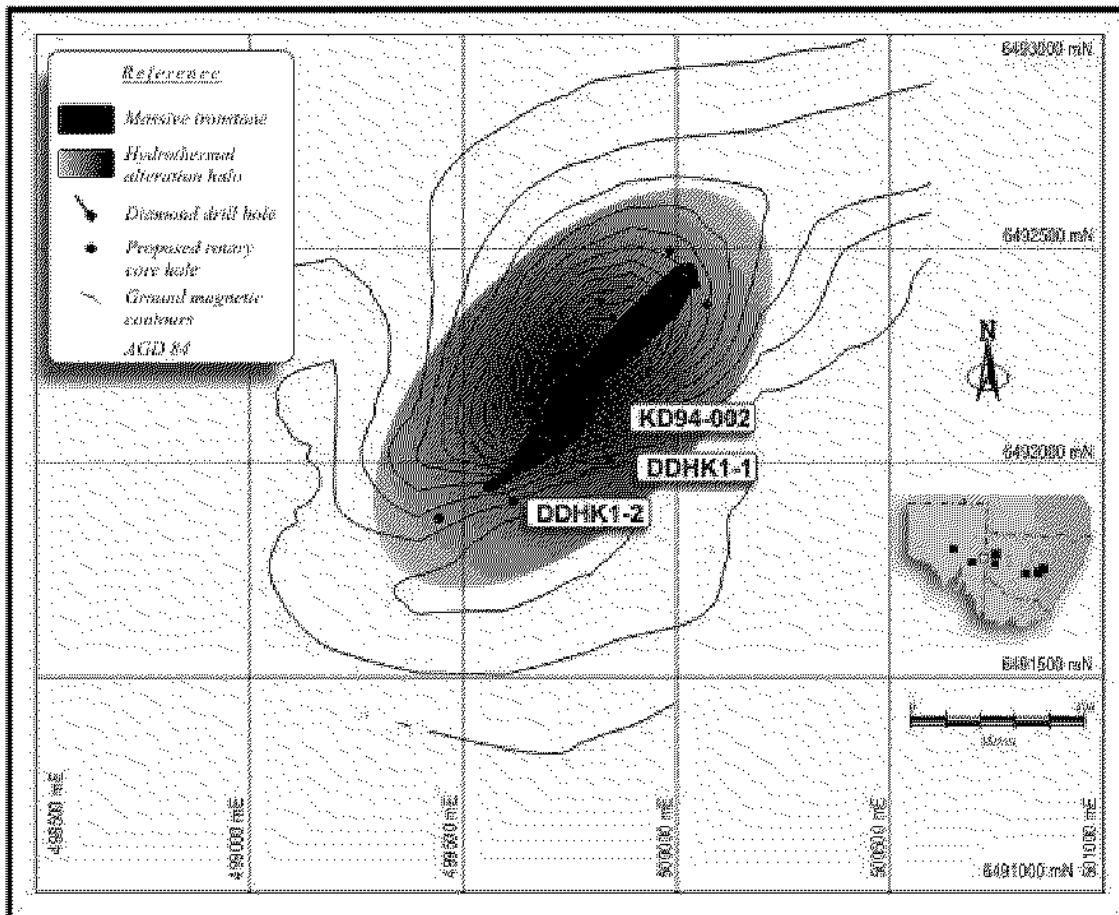 Reference
Massive ironstone
Hydrothermal
alteration halo
Diamond drill hole
Proposed rotary
core hole
Ground magnetic
contours
AGD 84
6493000 mN
6492500 mN
N
KD94-002
DDHK1-1
6492000 mN
DDHK1-2
6491500 mN
Metres
498500 mE
499000 mE
499500 mE
500000 mE
500500 mE
501000 mE
6491000 mN